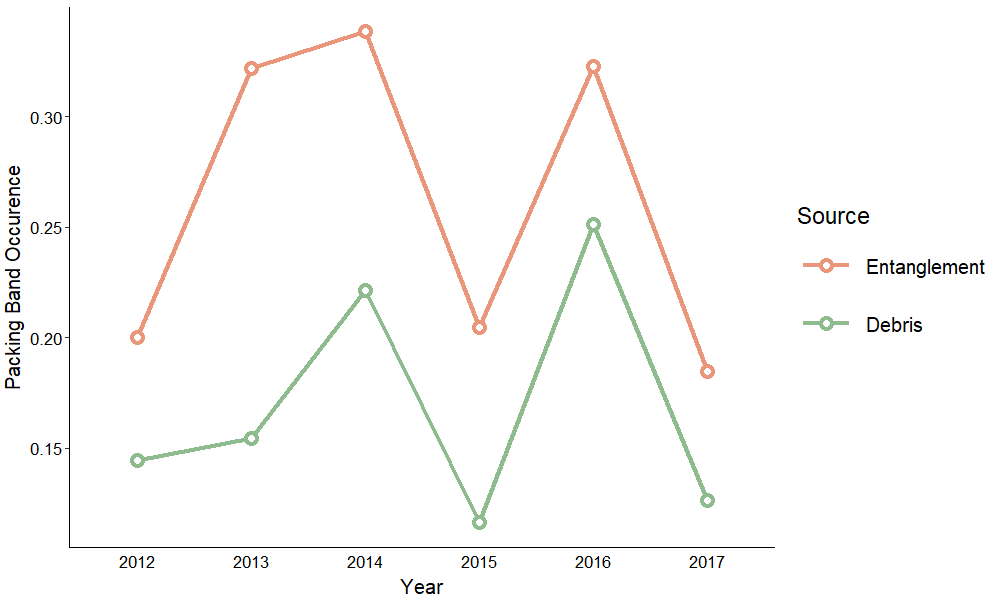 Packing Band Occurence
0.30
0.25
0.20
0.15
2012 2013 2014 2015 2016 2017
Year
Source
Entanglement
Debris